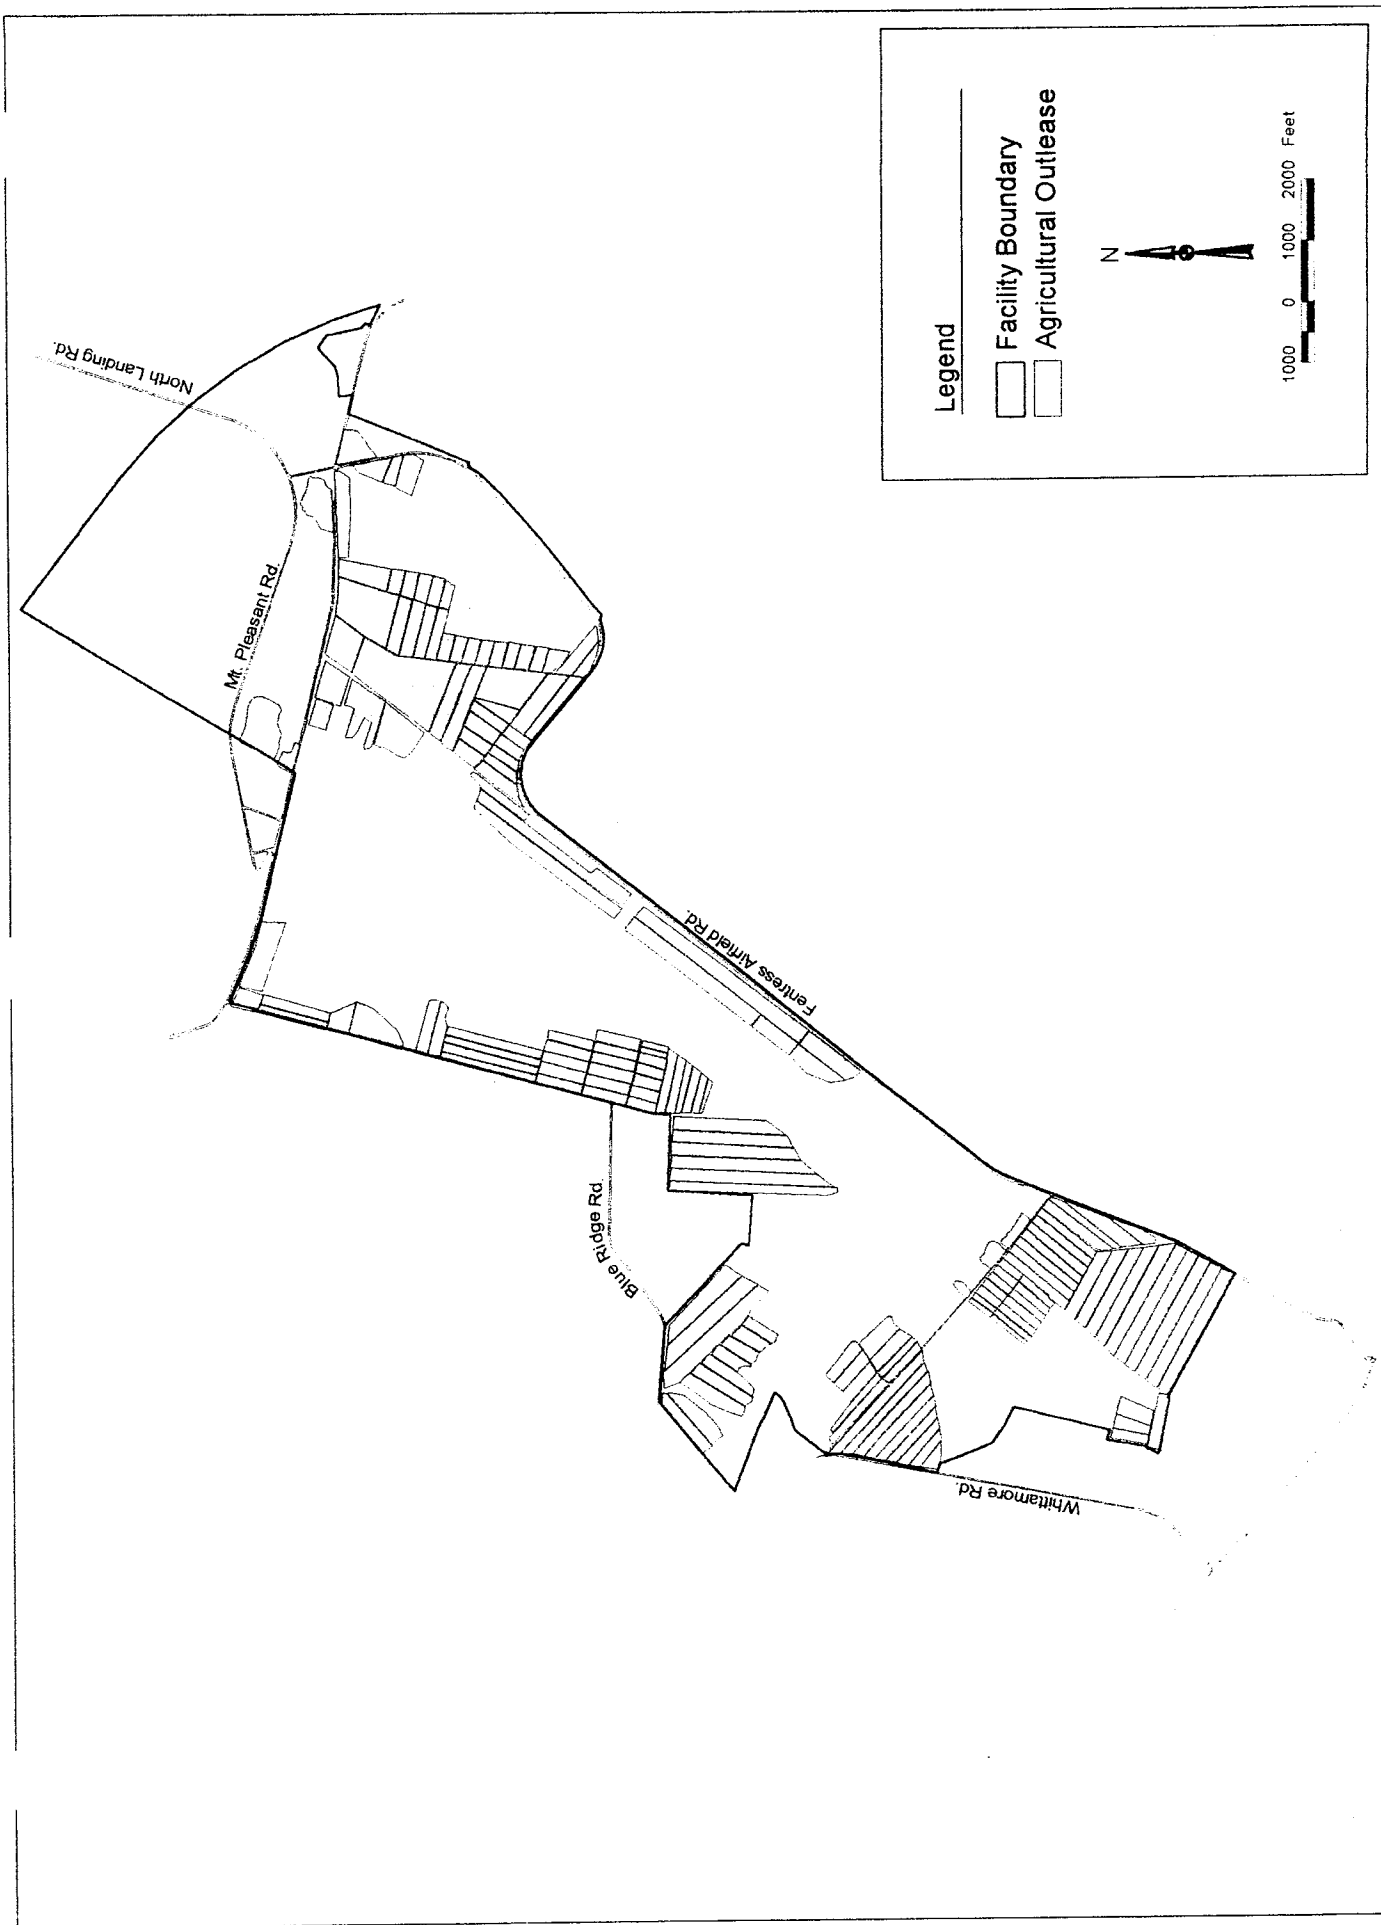 North Landing Rd.
Mt. Pleasant Rd.
Fentress Airfield Rd.
Blue Ridge Rd.
Whittamore Rd.
Legend
Facility Boundary
Agricultural Outlease
N
1000 0 1000 2000 Feet